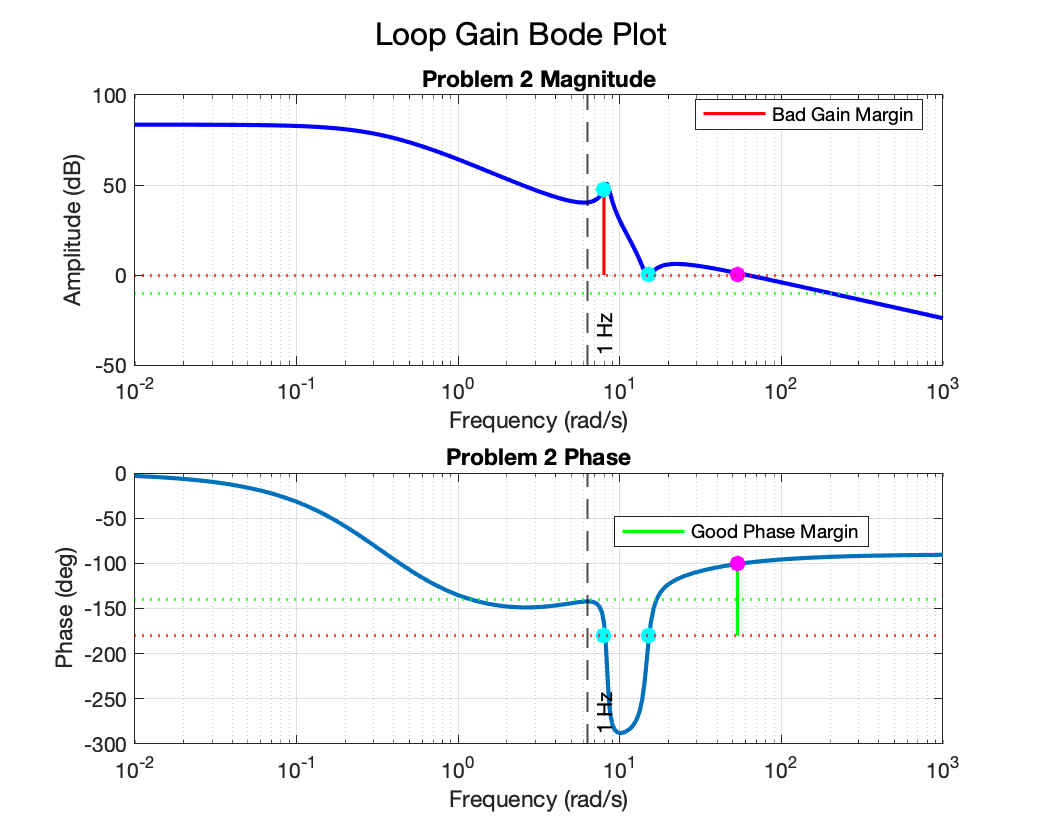 Loop Gain Bode Plot
Problem 2 Magnitude
Amplitude (dB)
100
50
0
-50
Bad Gain Margin
1 Hz
10^-2
10^-1
10^0
10^1
10^2
10^3
Frequency (rad/s)
Problem 2 Phase
Phase (deg)
0
-50
-100
-150
-200
-250
-300
Good Phase Margin
1 Hz
10^-2
10^-1
10^0
10^1
10^2
10^3
Frequency (rad/s)